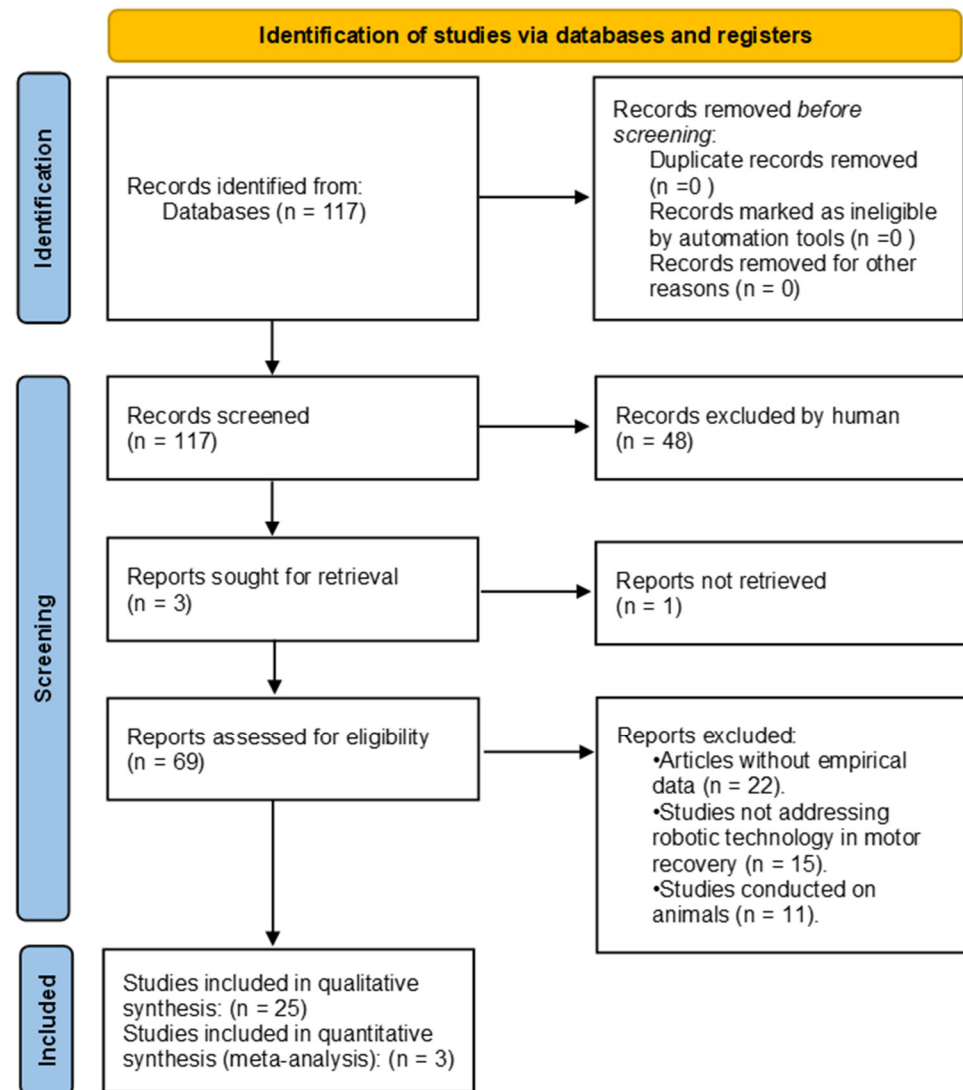 Identification of studies via databases and registers
Identification
Records identified from:
Databases (n = 117)
Records removed before
screening:
Duplicate records removed
(n =0 )
Records marked as ineligible
by automation tools (n =0 )
Records removed for other
reasons (n = 0)
Screening
Records screened
(n = 117)
Records excluded by human
(n = 48)
Reports sought for retrieval
(n = 3)
Reports not retrieved
(n = 1)
Reports assessed for eligibility
(n = 69)
Reports excluded:
•Articles without empirical
data (n = 22).
•Studies not addressing
robotic technology in motor
recovery (n = 15).
•Studies conducted on
animals (n = 11).
Included
Studies included in qualitative
synthesis: (n = 25)
Studies included in quantitative
synthesis (meta-analysis): (n = 3)